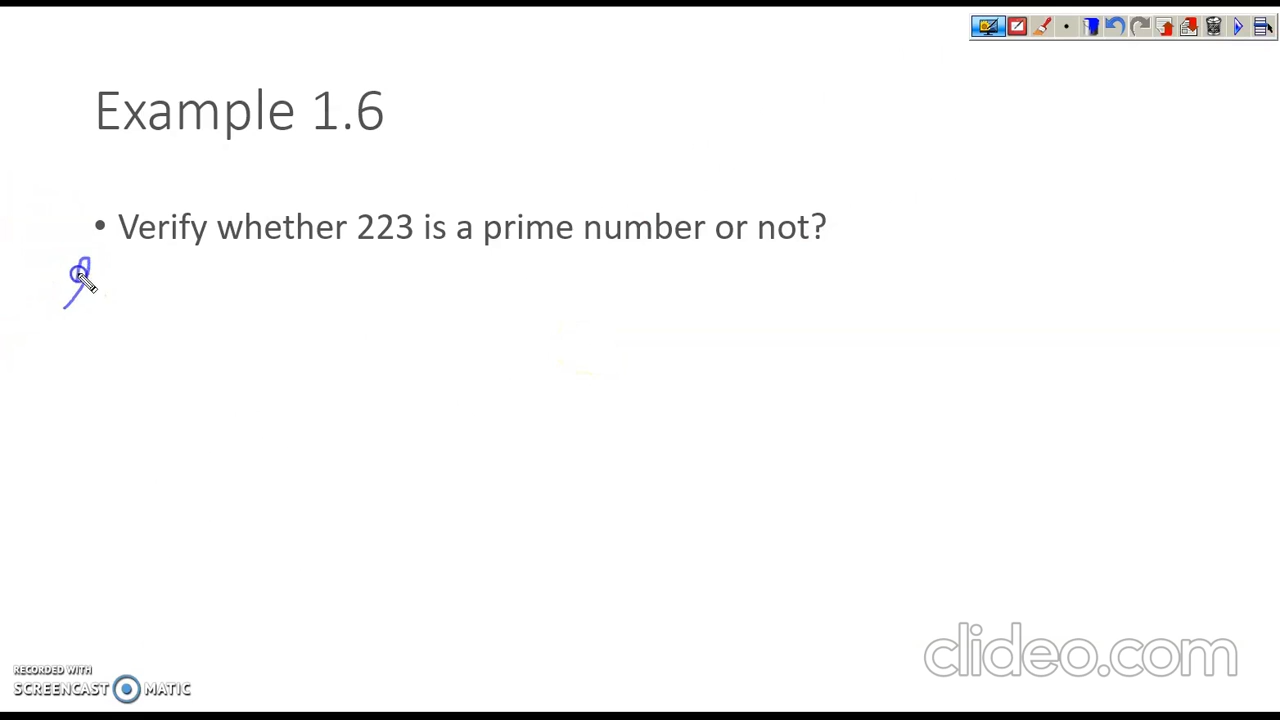 Example 1.6
• Verify whether 223 is a prime number or not?
clideo.com
RECORDED WITH
SCREENCAST MATIC